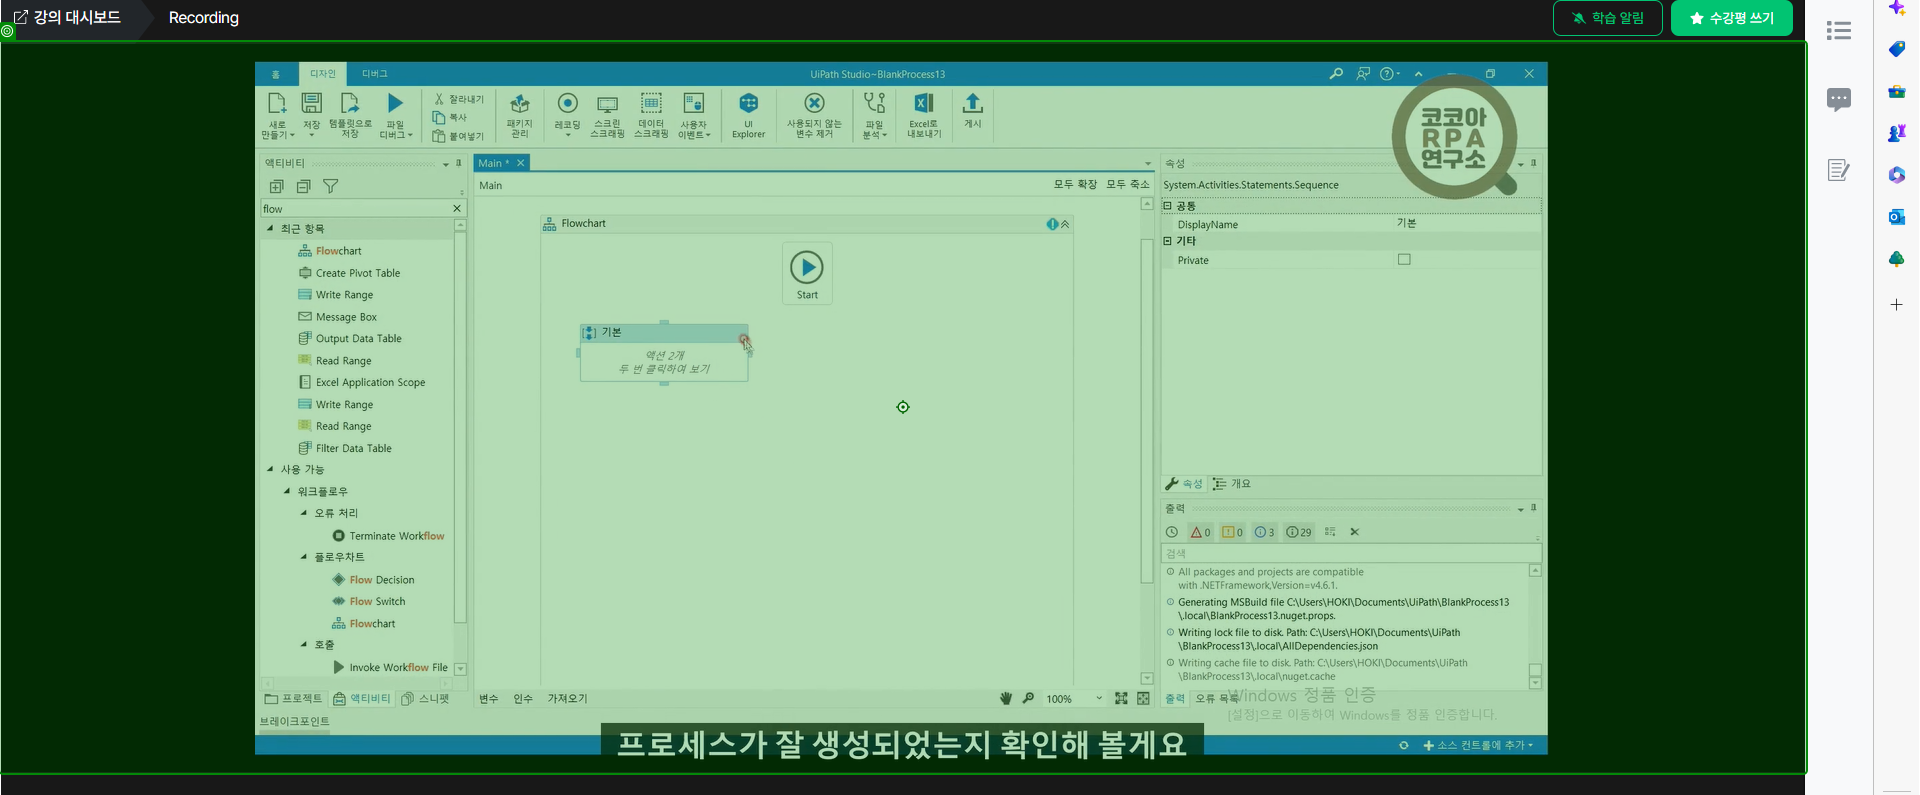 강의 대시보드
Recording
학습 알림
수강평 쓰기
홈
디자인
디버그
UiPath Studio~BlankProcess13
새로 만들기
저장
템플릿으로 저장
파일 디버그
잘라내기
복사
붙여넣기
패키지 관리
레코딩
스크린 스크래핑
데이터 스크래핑
사용자 이벤트
UI Explorer
사용되지 않는 변수 제거
파일 분석
Excel로 내보내기
게시
코코아
RPA
연구소
액티비티
flow
최근 항목
Flowchart
Create Pivot Table
Write Range
Message Box
Output Data Table
Read Range
Excel Application Scope
Write Range
Read Range
Filter Data Table
사용 가능
워크플로우
오류 처리
Terminate Workflow
플로우차트
Flow Decision
Flow Switch
Flowchart
호출
Invoke Workflow File
프로젝트
액티비티
스니펫
브레이크포인트
Main *
Main
모두 확장
모두 축소
Flowchart
Start
기본
액션 2개
두 번 클릭하여 보기
변수
인수
가져오기
100%
속성
System.Activities.Statements.Sequence
공통
DisplayName
기본
기타
Private
속성
개요
출력
0
0
3
29
검색
All packages and projects are compatible
with .NETFramework,Version=v4.6.1.
Generating MSBuild file C:\Users\HOKI\Documents\UiPath\BlankProcess13
\.local\BlankProcess13.nuget.props.
Writing lock file to disk. Path: C:\Users\HOKI\Documents\UiPath
\BlankProcess13\.local\AllDependencies.json
Writing cache file to disk. Path: C:\Users\HOKI\Documents\UiPath
\BlankProcess13\.local\nuget.cache
출력
오류 목록
Windows 정품 인증
[설정]으로 이동하여 Windows를 정품 인증합니다.
소스 컨트롤에 추가
프로세스가 잘 생성되었는지 확인해 볼게요